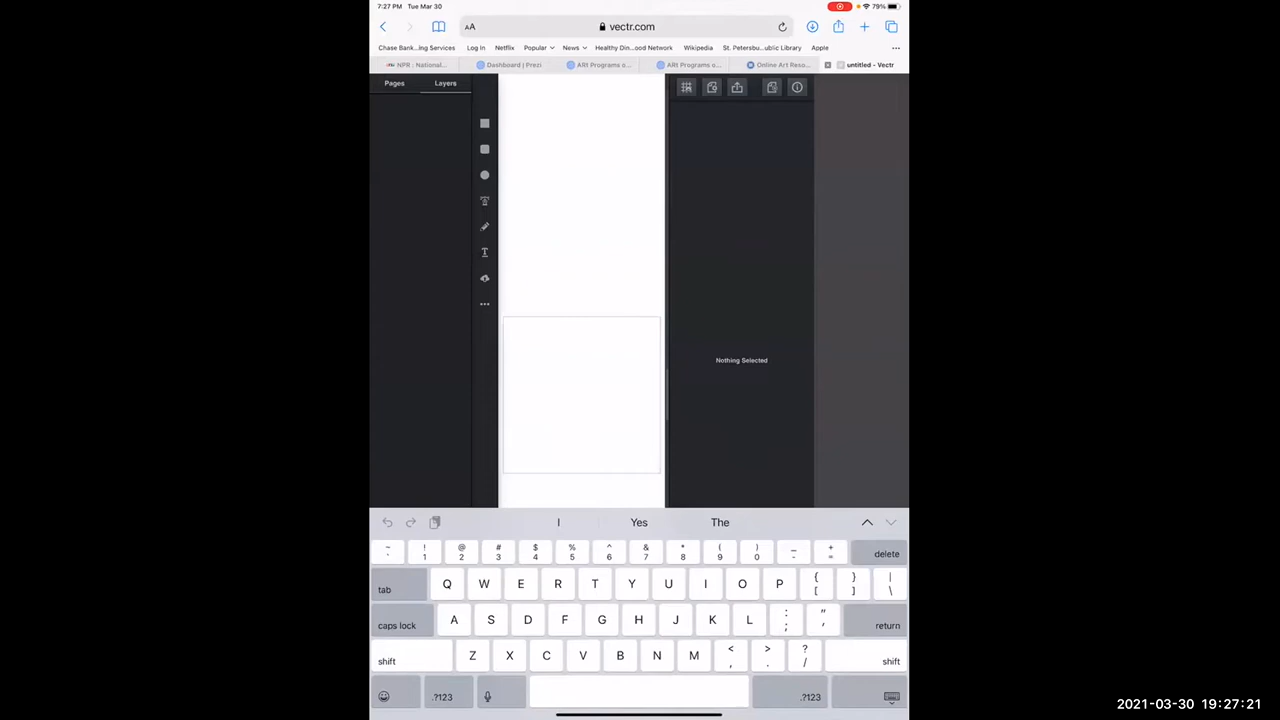 7:27 PM Tue Mar 30 79%
AA vectr.com
Chase Bank...ing Services Log In Netflix Popular News Healthy Din...ood Network Wikipedia St. Petersbu...ublic Library Apple
NPR : National... Dashboard | Prezi ARt Programs o... ARt Programs o... Online Art Reso... untitled - Vectr
Pages Layers
T
Nothing Selected
I Yes The
~ ! @ # $ % ^ & * ( ) _ +
` 1 2 3 4 5 6 7 8 9 0 - = delete
tab Q W E R T Y U I O P { [ } ] | \
caps lock A S D F G H J K L : ; " ' return
shift Z X C V B N M < , > . ? / shift
.?123 .?123
2021-03-30 19:27:21